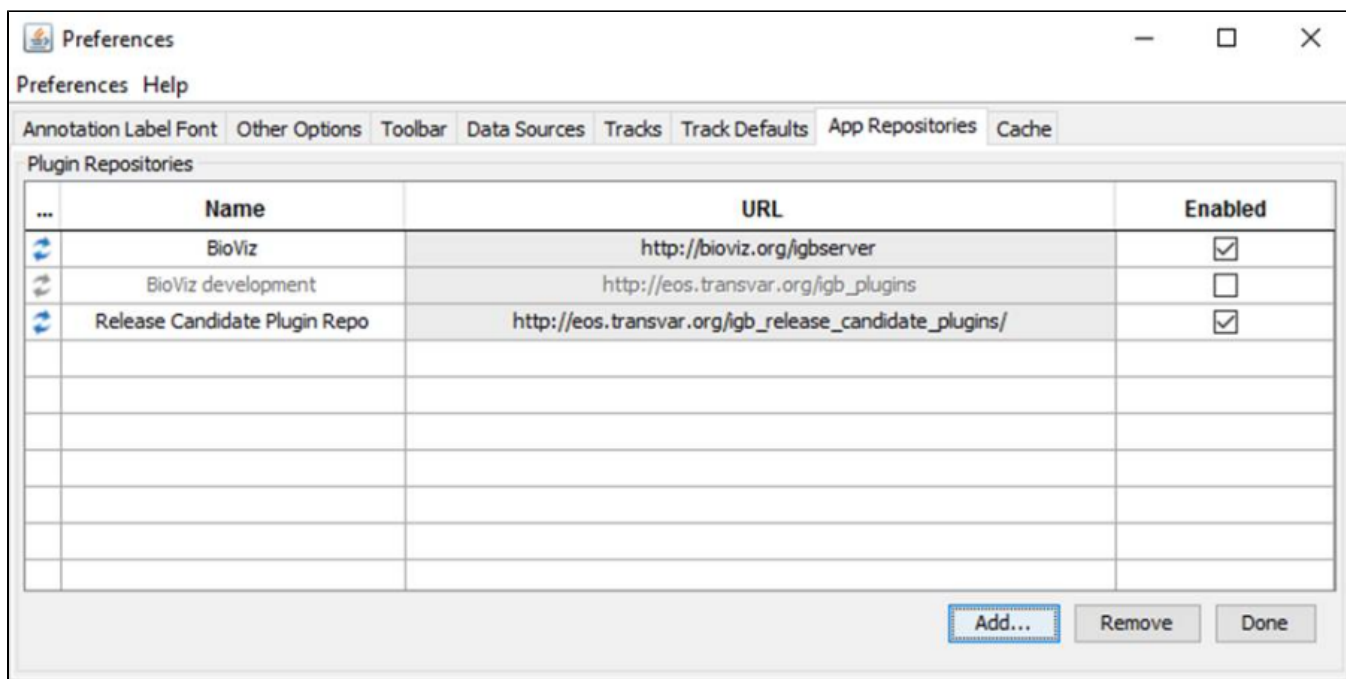 Preferences
Preferences Help
Annotation Label Font Other Options Toolbar Data Sources Tracks Track Defaults App Repositories Cache
Plugin Repositories
... Name URL Enabled
BioViz http://bioviz.org/igbserver
BioViz development http://eos.transvar.org/igb_plugins
Release Candidate Plugin Repo http://eos.transvar.org/igb_release_candidate_plugins/
Add... Remove Done